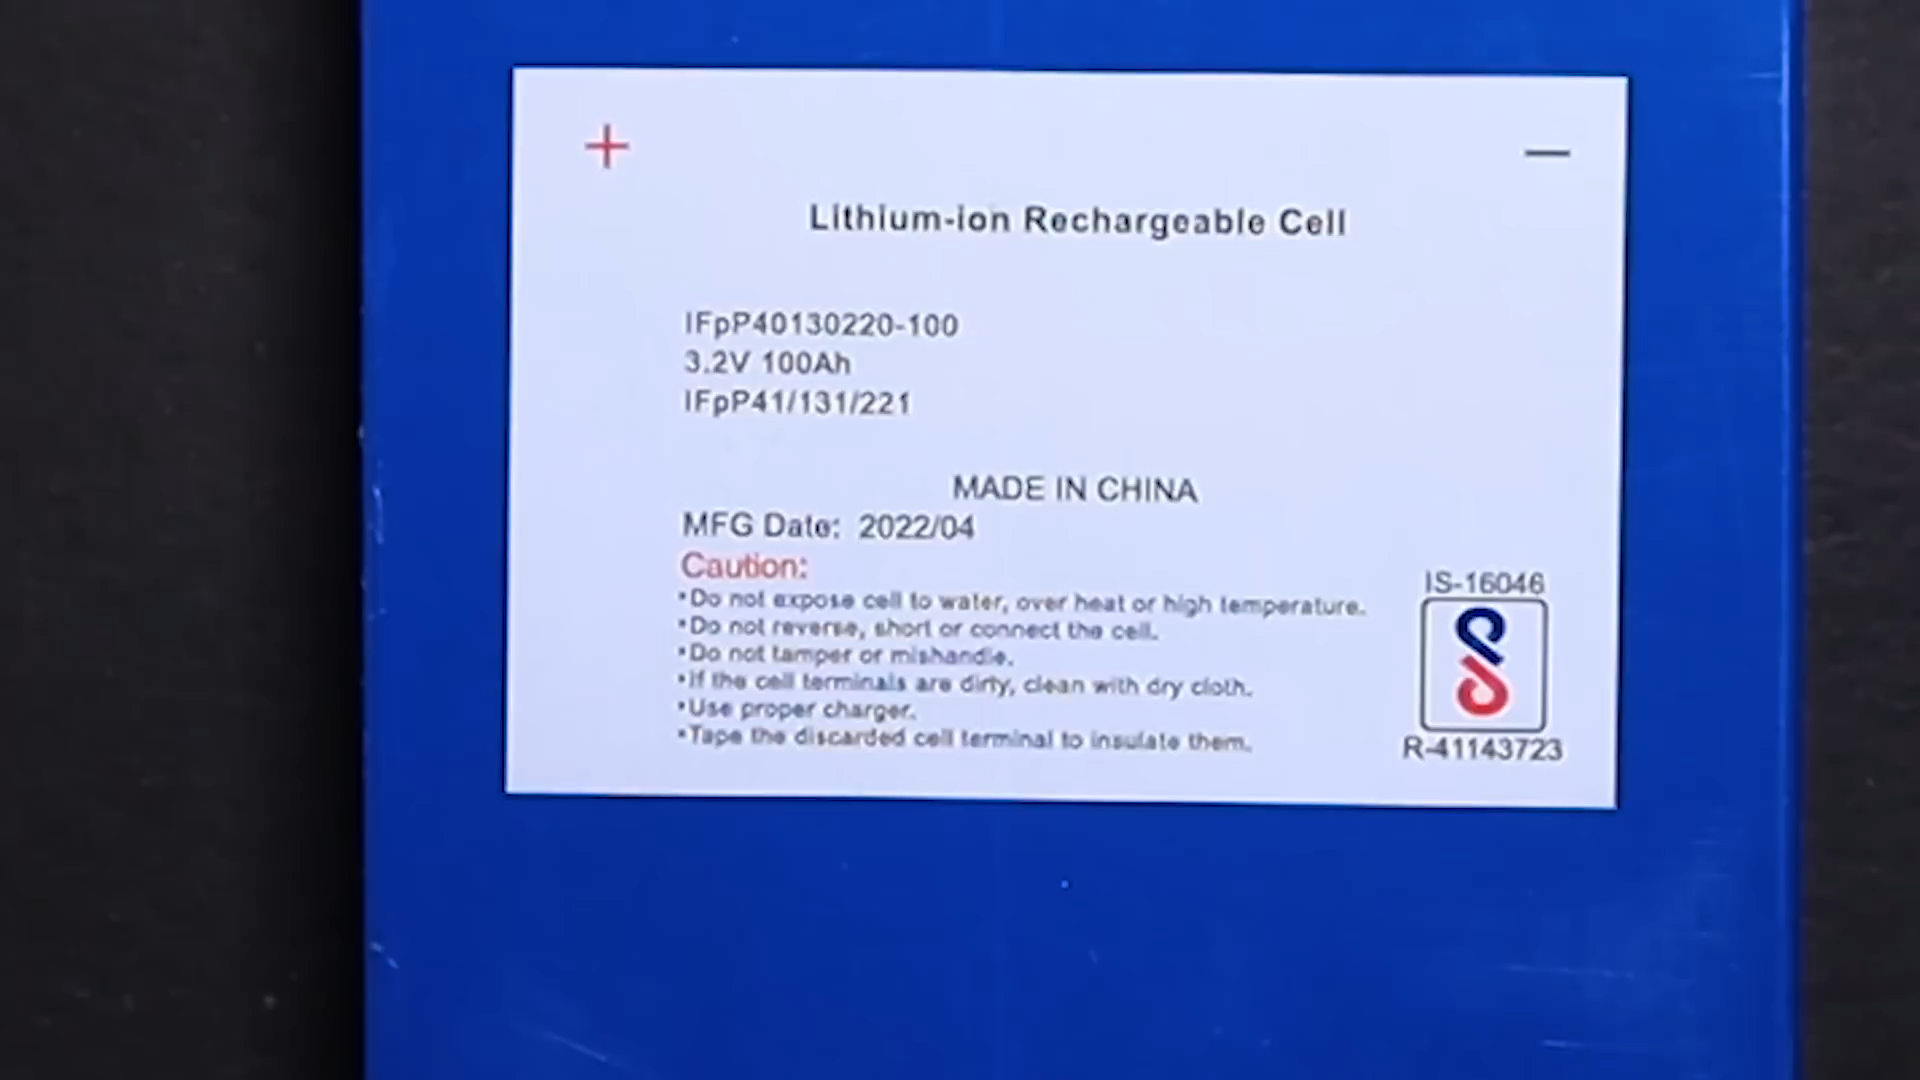 + —
Lithium-ion Rechargeable Cell
IFpP40130220-100
3.2V 100Ah
IFpP41/131/221
MADE IN CHINA
MFG Date: 2022/04
Caution:
•Do not expose cell to water, over heat or high temperature.
•Do not reverse, short or connect the cell.
•Do not tamper or mishandle.
•If the cell terminals are dirty, clean with dry cloth.
•Use proper charger.
•Tape the discarded cell terminal to insulate them.
IS-16046
R-41143723